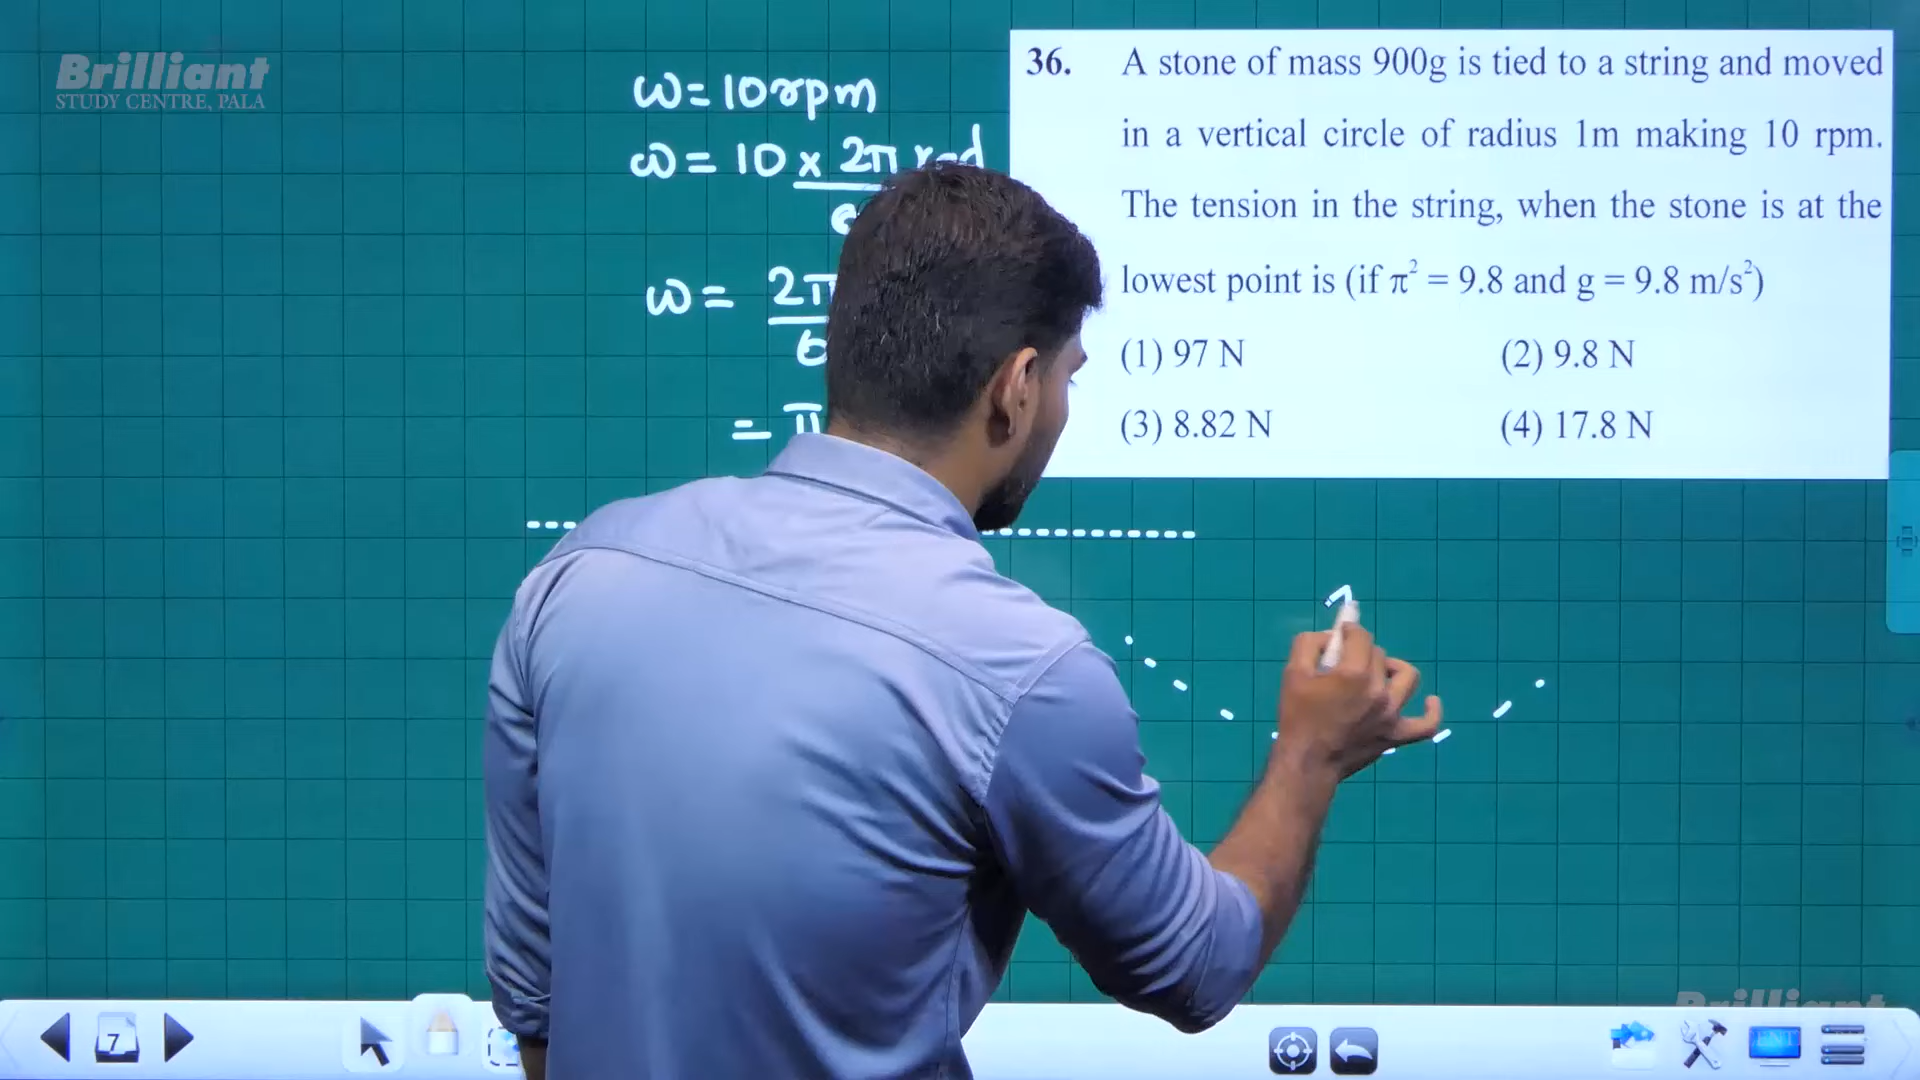 Brilliant
STUDY CENTRE, PALA
ω = 10 rpm
ω = 10 × 2π rad
ω = 2π
6
= π
36. A stone of mass 900g is tied to a string and moved
in a vertical circle of radius 1m making 10 rpm.
The tension in the string, when the stone is at the
lowest point is (if π² = 9.8 and g = 9.8 m/s²)
(1) 97 N (2) 9.8 N
(3) 8.82 N (4) 17.8 N
7
Brilliant